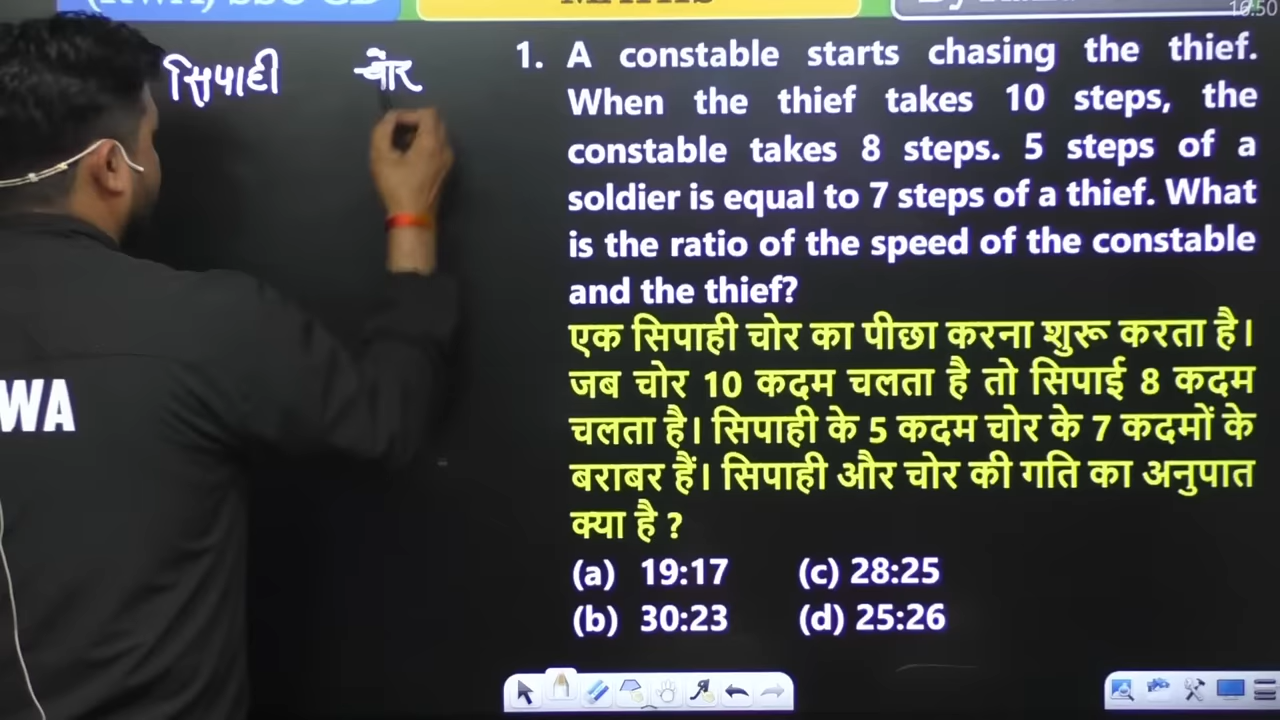 MATHS
16:50
सिपाही चोर
1. A constable starts chasing the thief.
When the thief takes 10 steps, the
constable takes 8 steps. 5 steps of a
soldier is equal to 7 steps of a thief. What
is the ratio of the speed of the constable
and the thief?
एक सिपाही चोर का पीछा करना शुरू करता है।
जब चोर 10 कदम चलता है तो सिपाई 8 कदम
चलता है। सिपाही के 5 कदम चोर के 7 कदमों के
बराबर हैं। सिपाही और चोर की गति का अनुपात
क्या है ?
(a) 19:17 (c) 28:25
(b) 30:23 (d) 25:26
WA